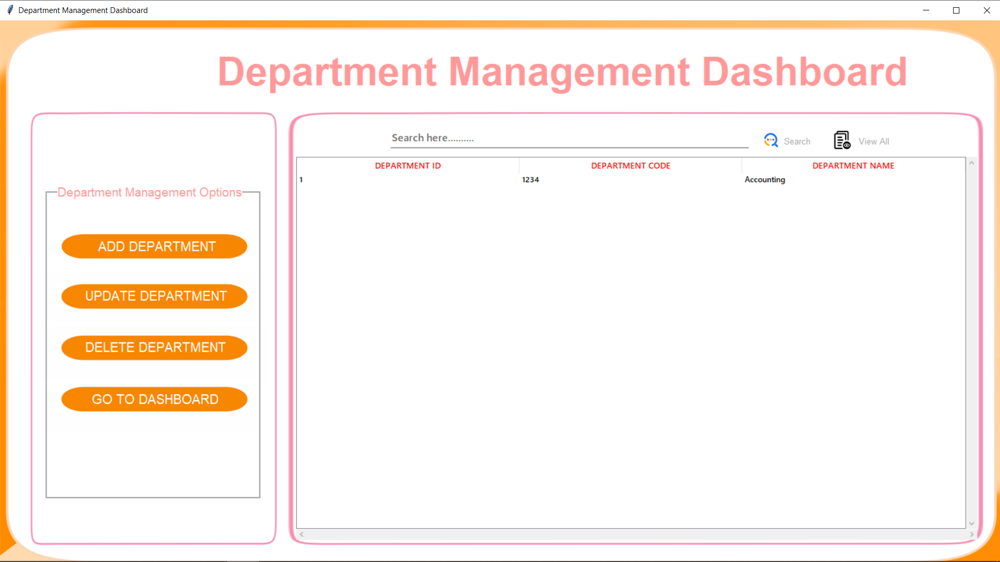 Department Management Dashboard
Department Management Dashboard
Search here..........
Search
View All
DEPARTMENT ID DEPARTMENT CODE DEPARTMENT NAME
1 1234 Accounting
Department Management Options
ADD DEPARTMENT
UPDATE DEPARTMENT
DELETE DEPARTMENT
GO TO DASHBOARD